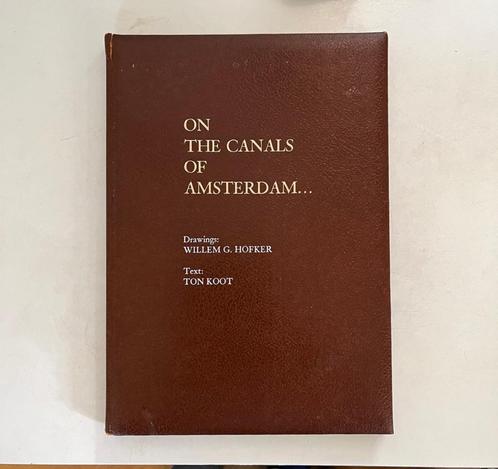 ON
THE CANALS
OF
AMSTERDAM...
Drawings:
WILLEM G. HOFKER
Text:
TON KOOT